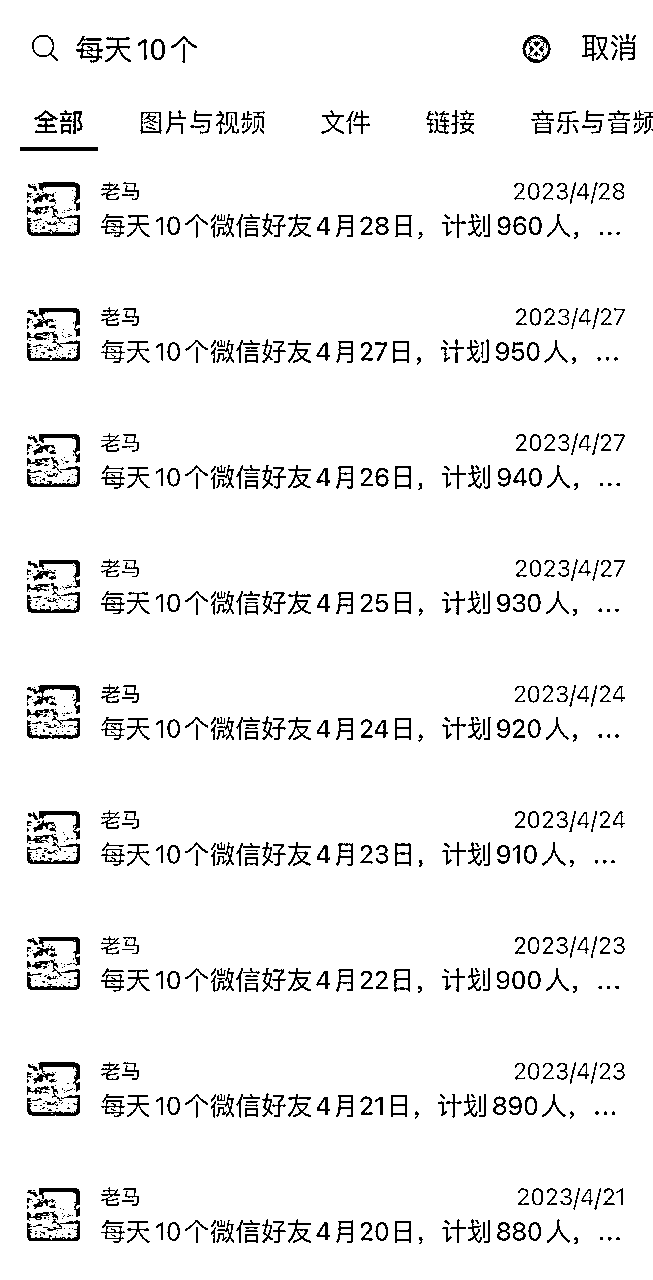 每天10个
取消
全部 图片与视频 文件 链接 音乐与音频
老马 2023/4/28
每天10个微信好友4月28日，计划960人，...
老马 2023/4/27
每天10个微信好友4月27日，计划950人，...
老马 2023/4/27
每天10个微信好友4月26日，计划940人，...
老马 2023/4/27
每天10个微信好友4月25日，计划930人，...
老马 2023/4/24
每天10个微信好友4月24日，计划920人，...
老马 2023/4/24
每天10个微信好友4月23日，计划910人，...
老马 2023/4/23
每天10个微信好友4月22日，计划900人，...
老马 2023/4/23
每天10个微信好友4月21日，计划890人，...
老马 2023/4/21
每天10个微信好友4月20日，计划880人，...